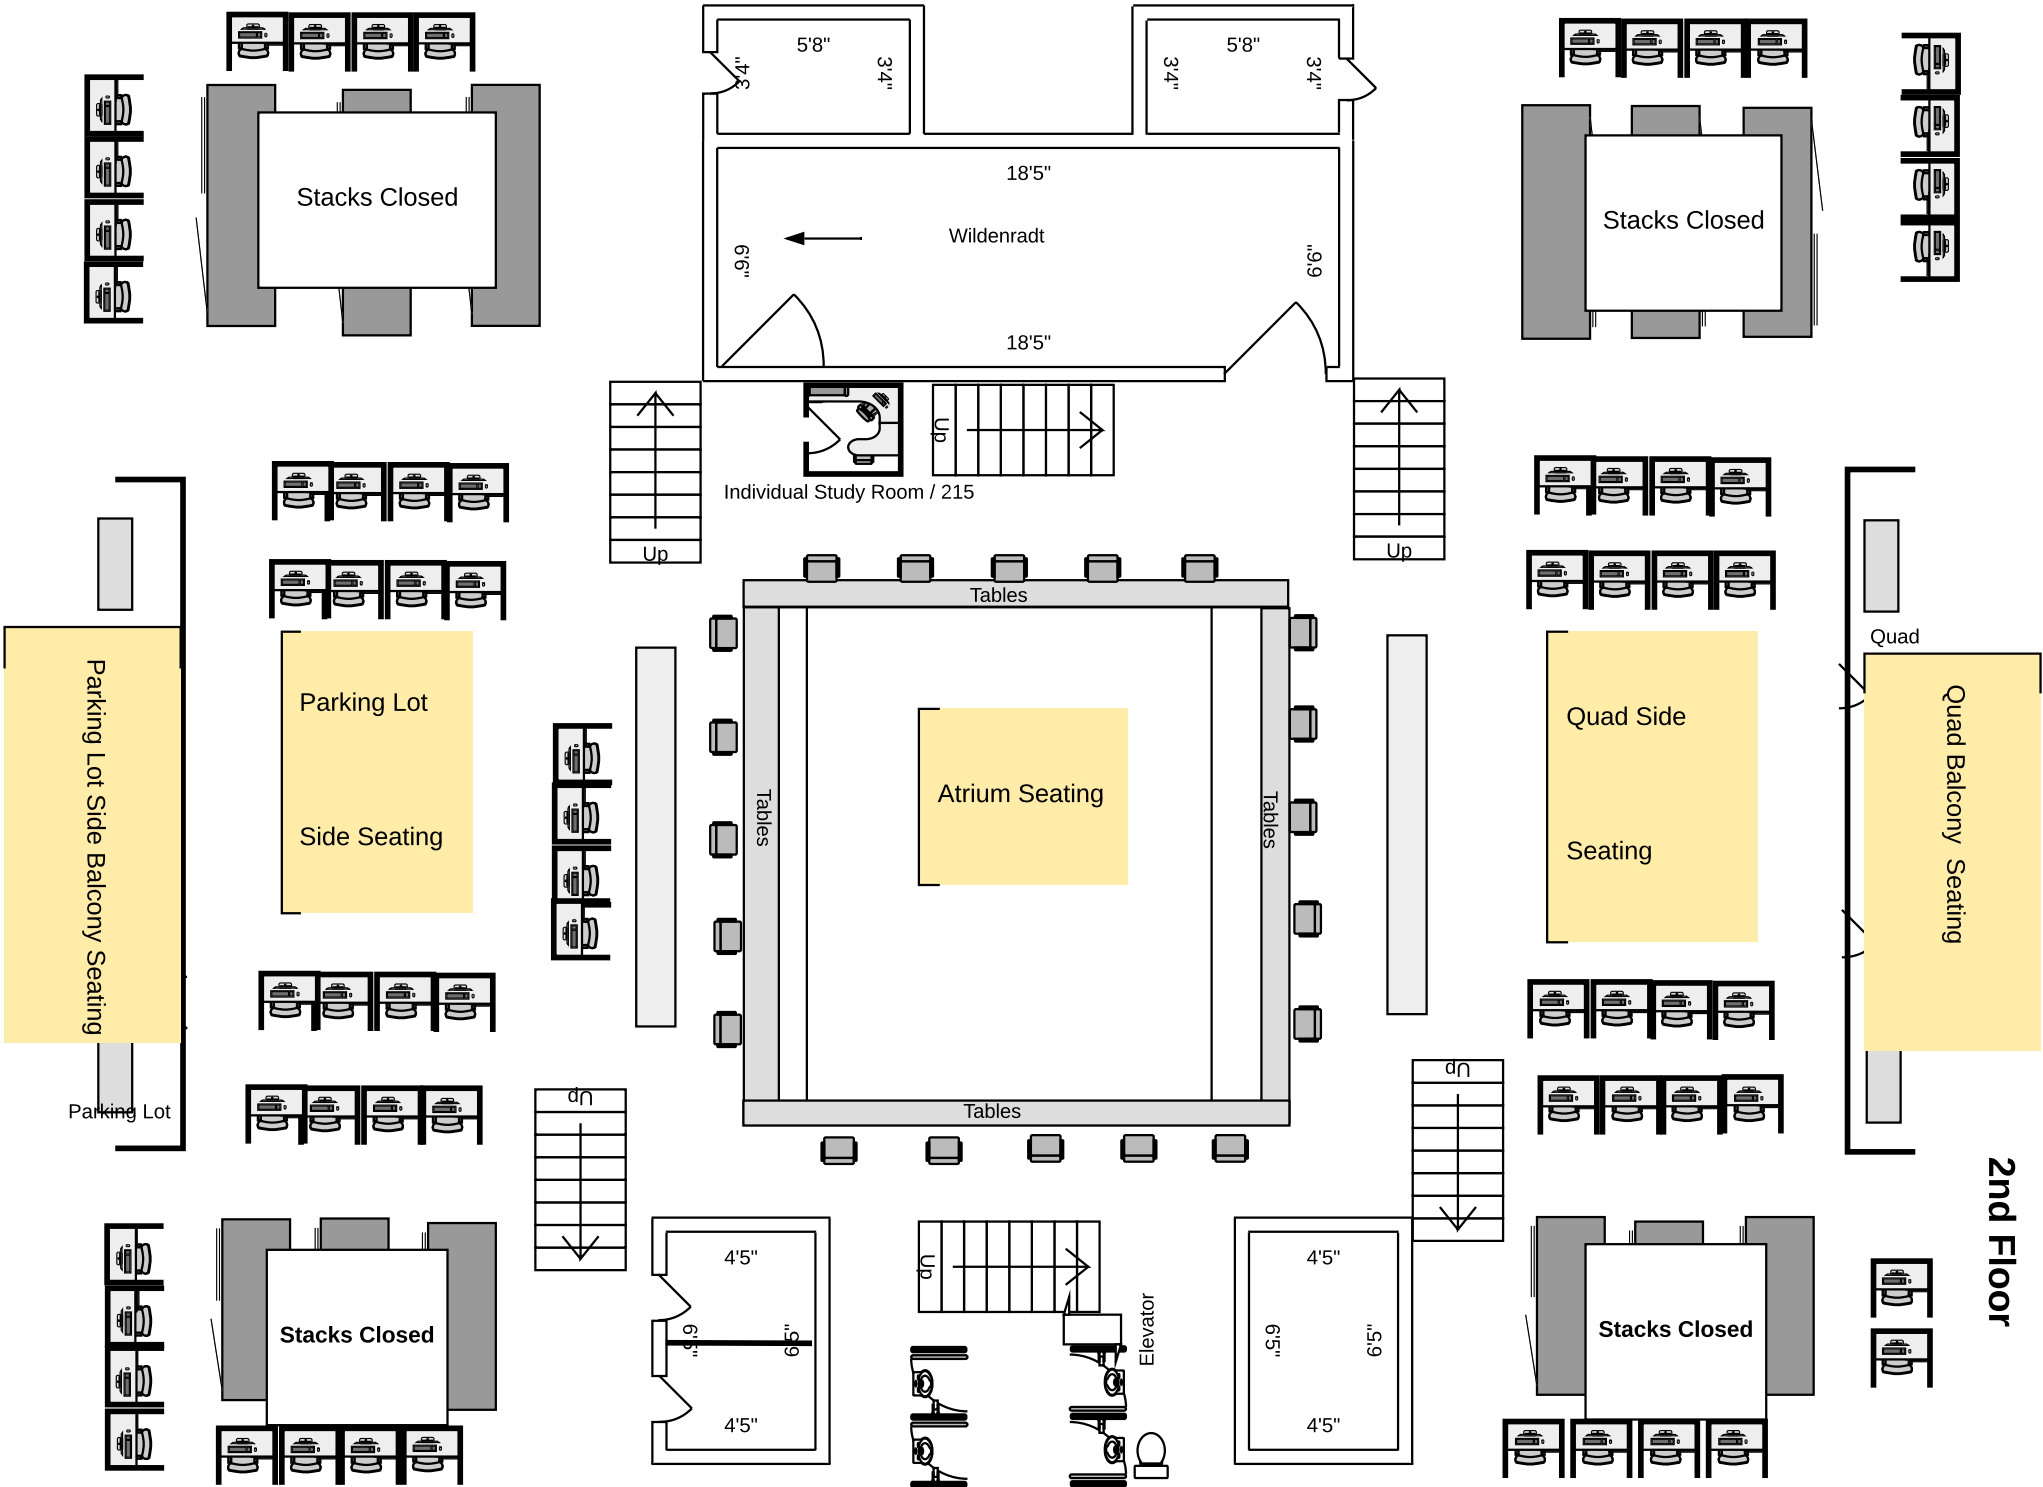 5'8"
3'4"
3'4"
5'8"
3'4"
3'4"
Stacks Closed
18'5"
Wildenradt
6'6"
6'9"
18'5"
Stacks Closed
Up
Individual Study Room / 215
Up
Up
Tables
Tables
Tables
Tables
Parking Lot Side Balcony Seating
Parking Lot
Side Seating
Atrium Seating
Quad Side
Seating
Quad
Quad Balcony Seating
Parking Lot
Up
Up
2nd Floor
Stacks Closed
4'5"
6'5"
6'5"
4'5"
Up
Elevator
4'5"
6'5"
6'5"
4'5"
Stacks Closed